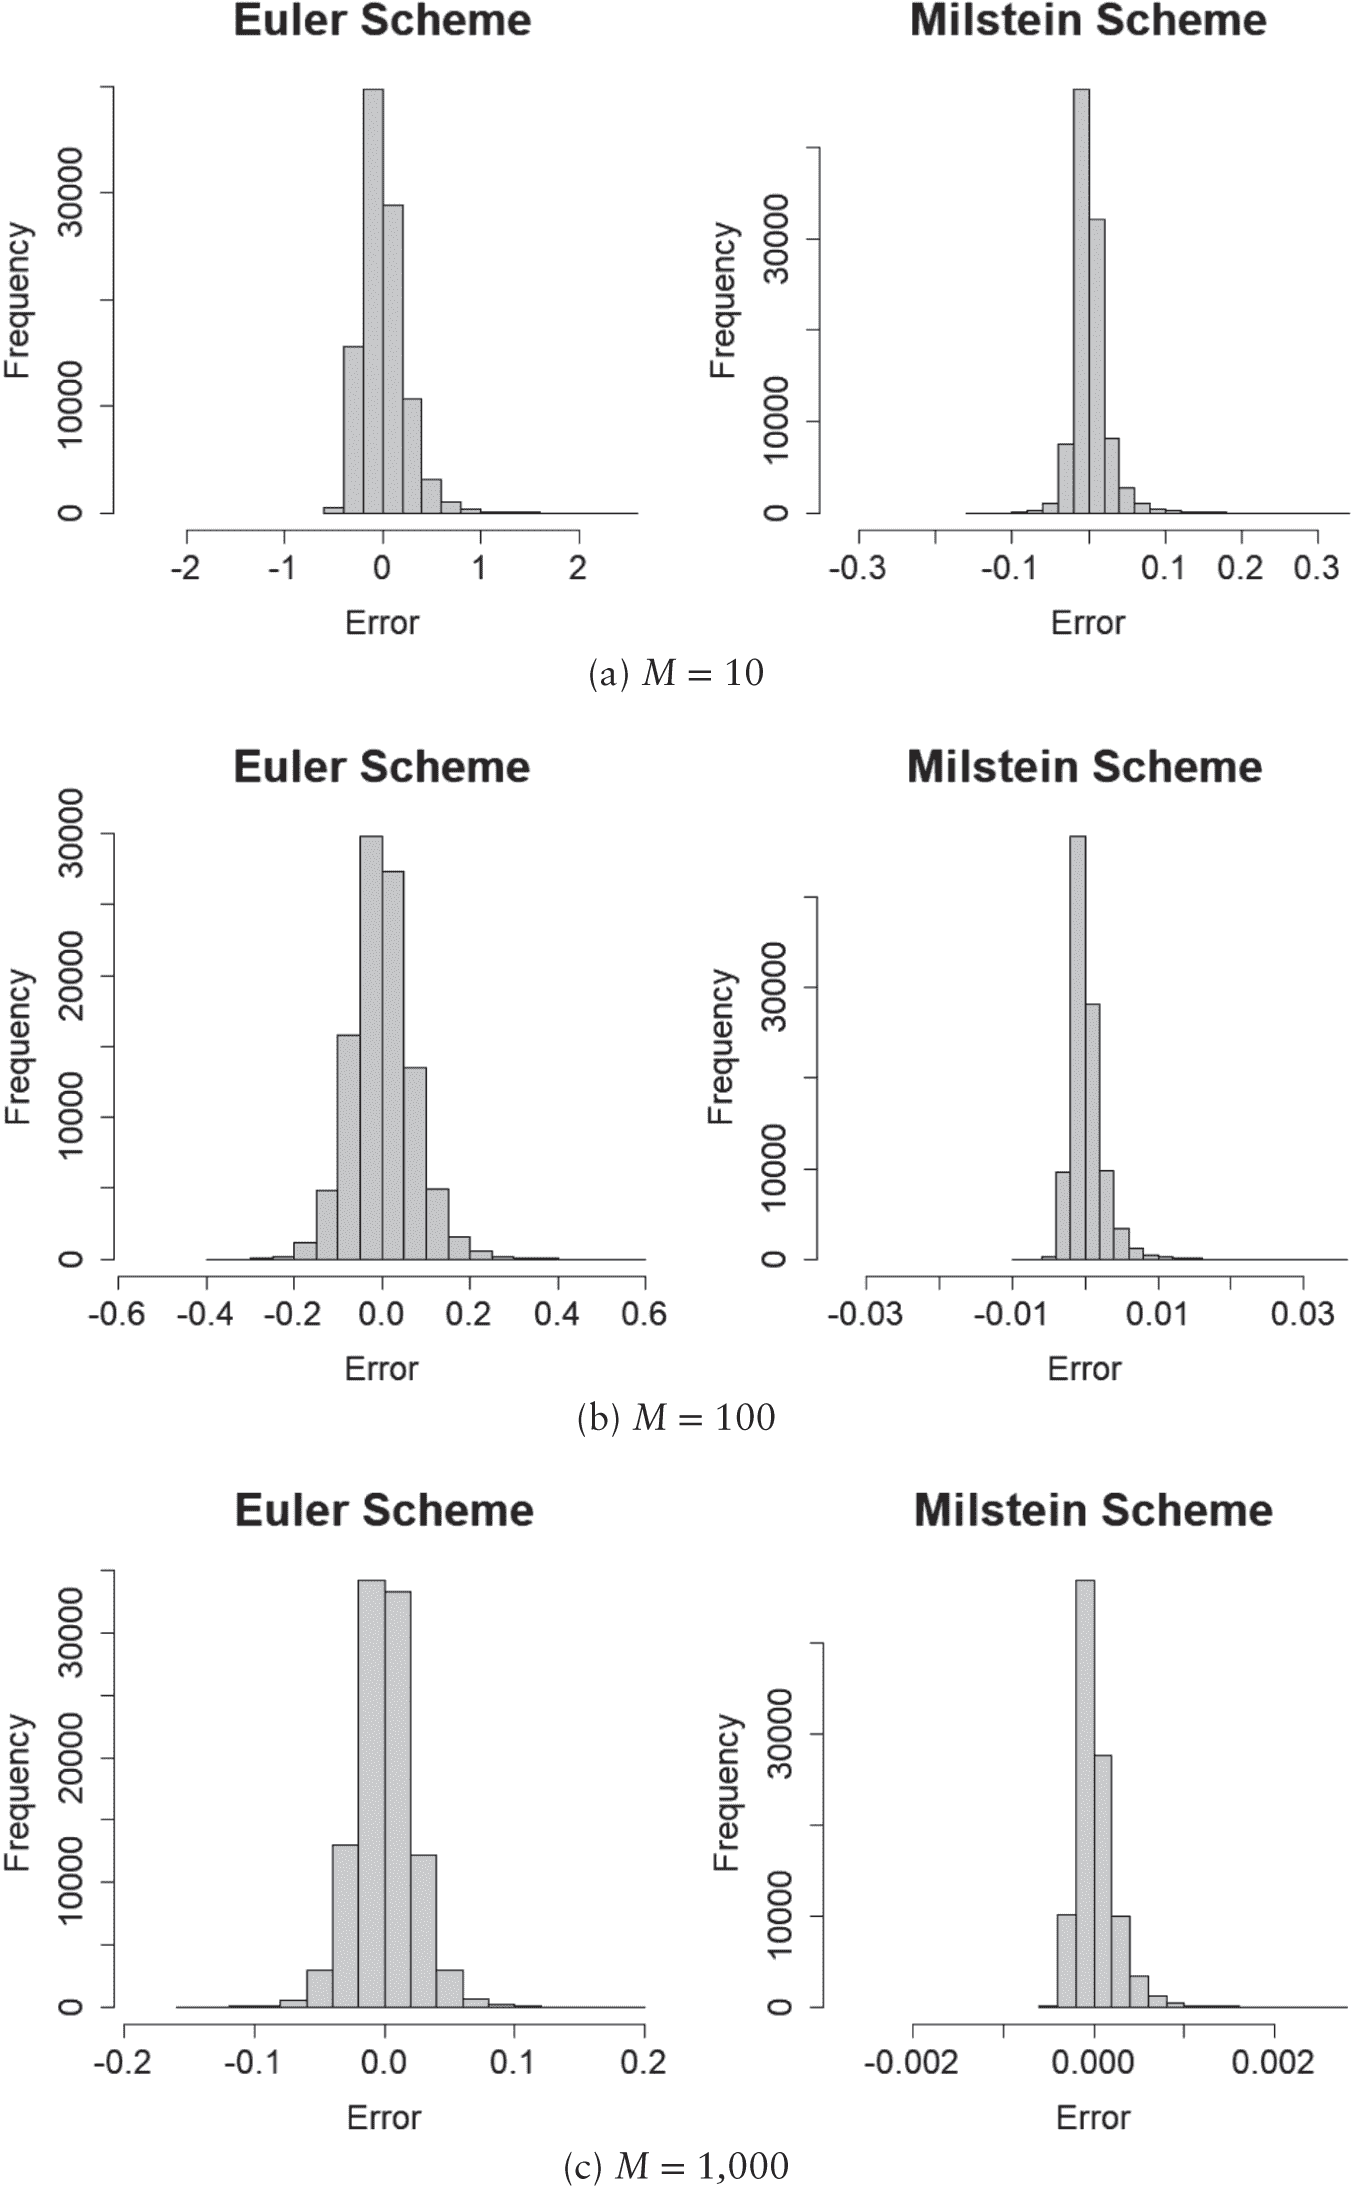 Euler Scheme Milstein Scheme
Frequency 0 10000 30000
-2 -1 0 1 2
Error
Frequency 0 10000 30000
-0.3 -0.1 0.1 0.2 0.3
Error
(a) M = 10
Euler Scheme Milstein Scheme
Frequency 0 10000 20000 30000
-0.6 -0.4 -0.2 0.0 0.2 0.4 0.6
Error
Frequency 0 10000 30000
-0.03 -0.01 0.01 0.03
Error
(b) M = 100
Euler Scheme Milstein Scheme
Frequency 0 10000 20000 30000
-0.2 -0.1 0.0 0.1 0.2
Error
Frequency 0 10000 30000
-0.002 0.000 0.002
Error
(c) M = 1,000